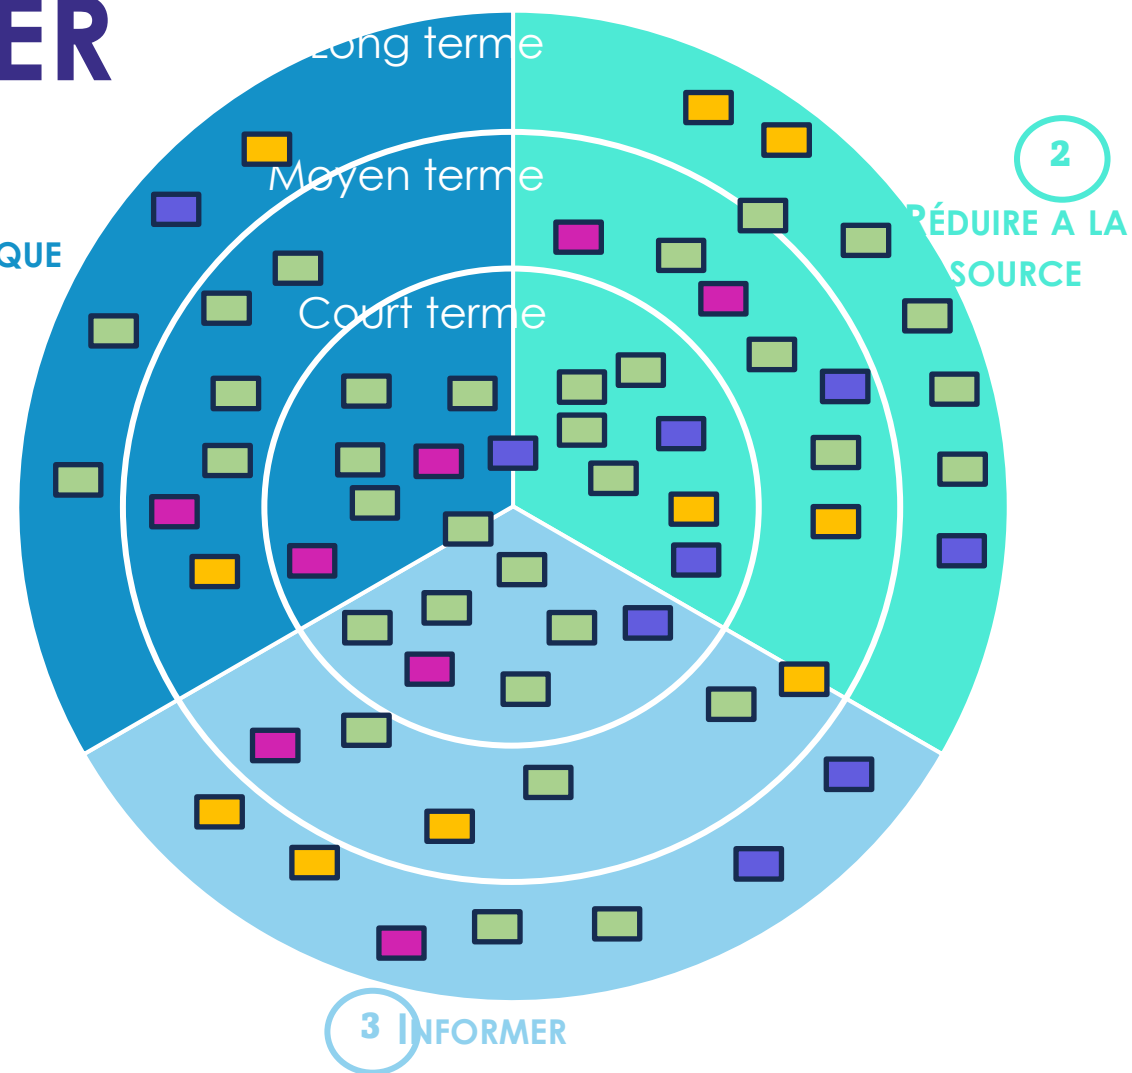 ER
Long terme
Moyen terme
Court terme
QUE
2
RÉDUIRE A LA
SOURCE
3 INFORMER